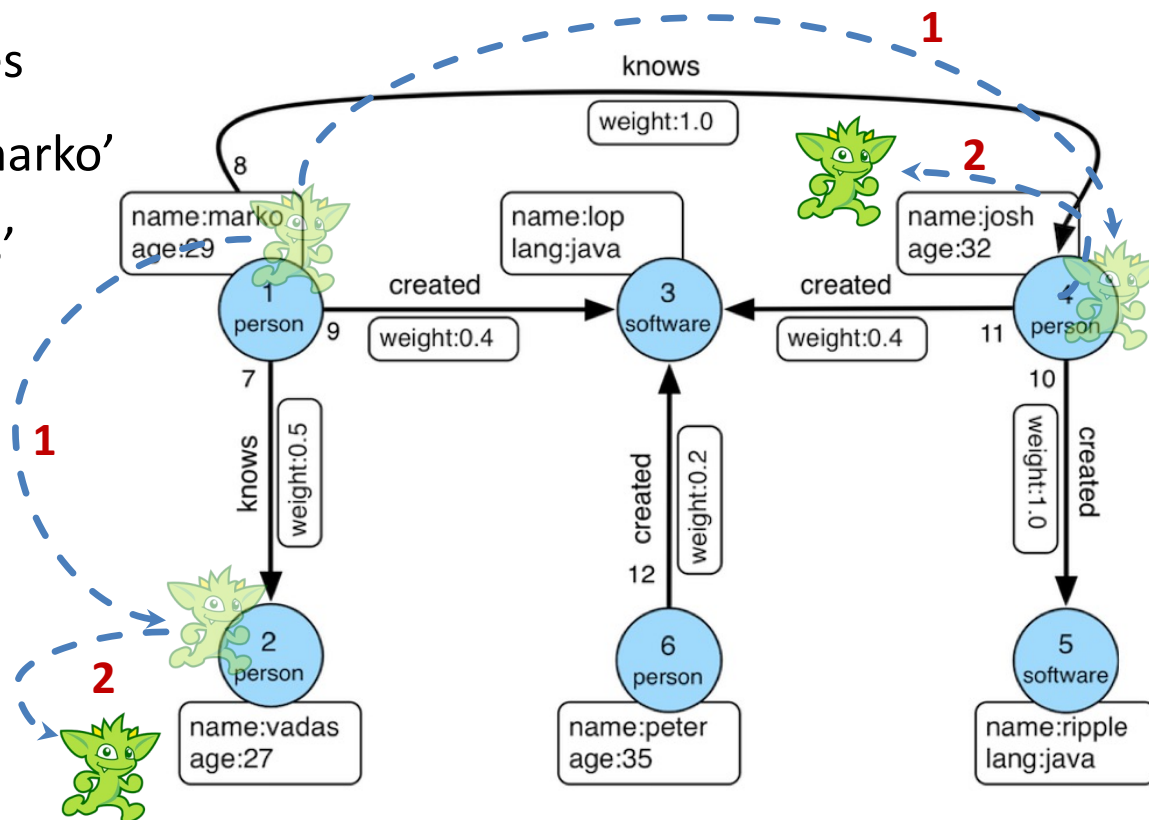 es
1
knows
weight:1.0
2
marko’
8
name:marko
age:29
’
name:lop
lang:java
name:josh
age:32
1
person
created
9
weight:0.4
3
software
created
weight:0.4
11
4
person
7
10
1
knows
weight:0.5
created
weight:0.2
12
weight:1.0
created
2
person
2
6
person
5
software
name:vadas
age:27
name:peter
age:35
name:ripple
lang:java